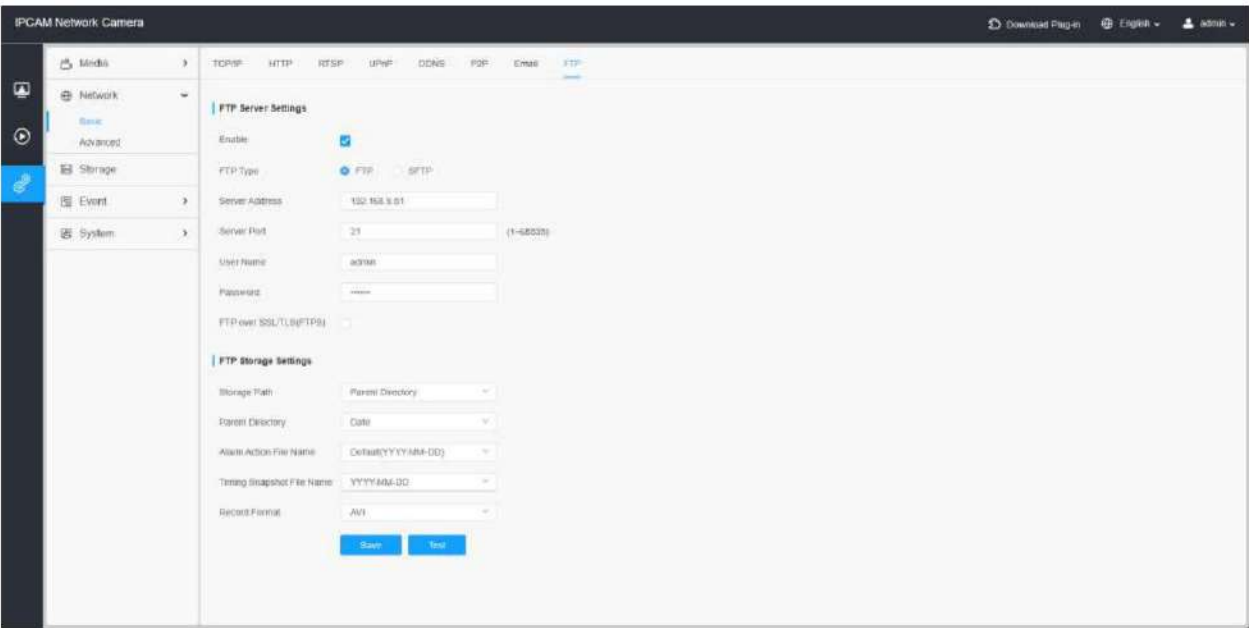 IPCAM Network Camera
Download Plug-in English admin
Media
Network
Basic
Advanced
Storage
Event
System
TCP/IP HTTP RTSP UPnP DDNS P2P Email FTP
FTP Server Settings
Enable
FTP Type FTP SFTP
Server Address
Server Port 21 (1~65535)
User Name admin
Password
FTP over SSL/TLS(FTPS)
FTP Storage Settings
Storage Path Parent Directory
Parent Directory Date
Alarm Action File Name Default(YYYY-MM-DD)
Timing Snapshot File Name YYYY-MM-DD
Record Format AVI
Save Test